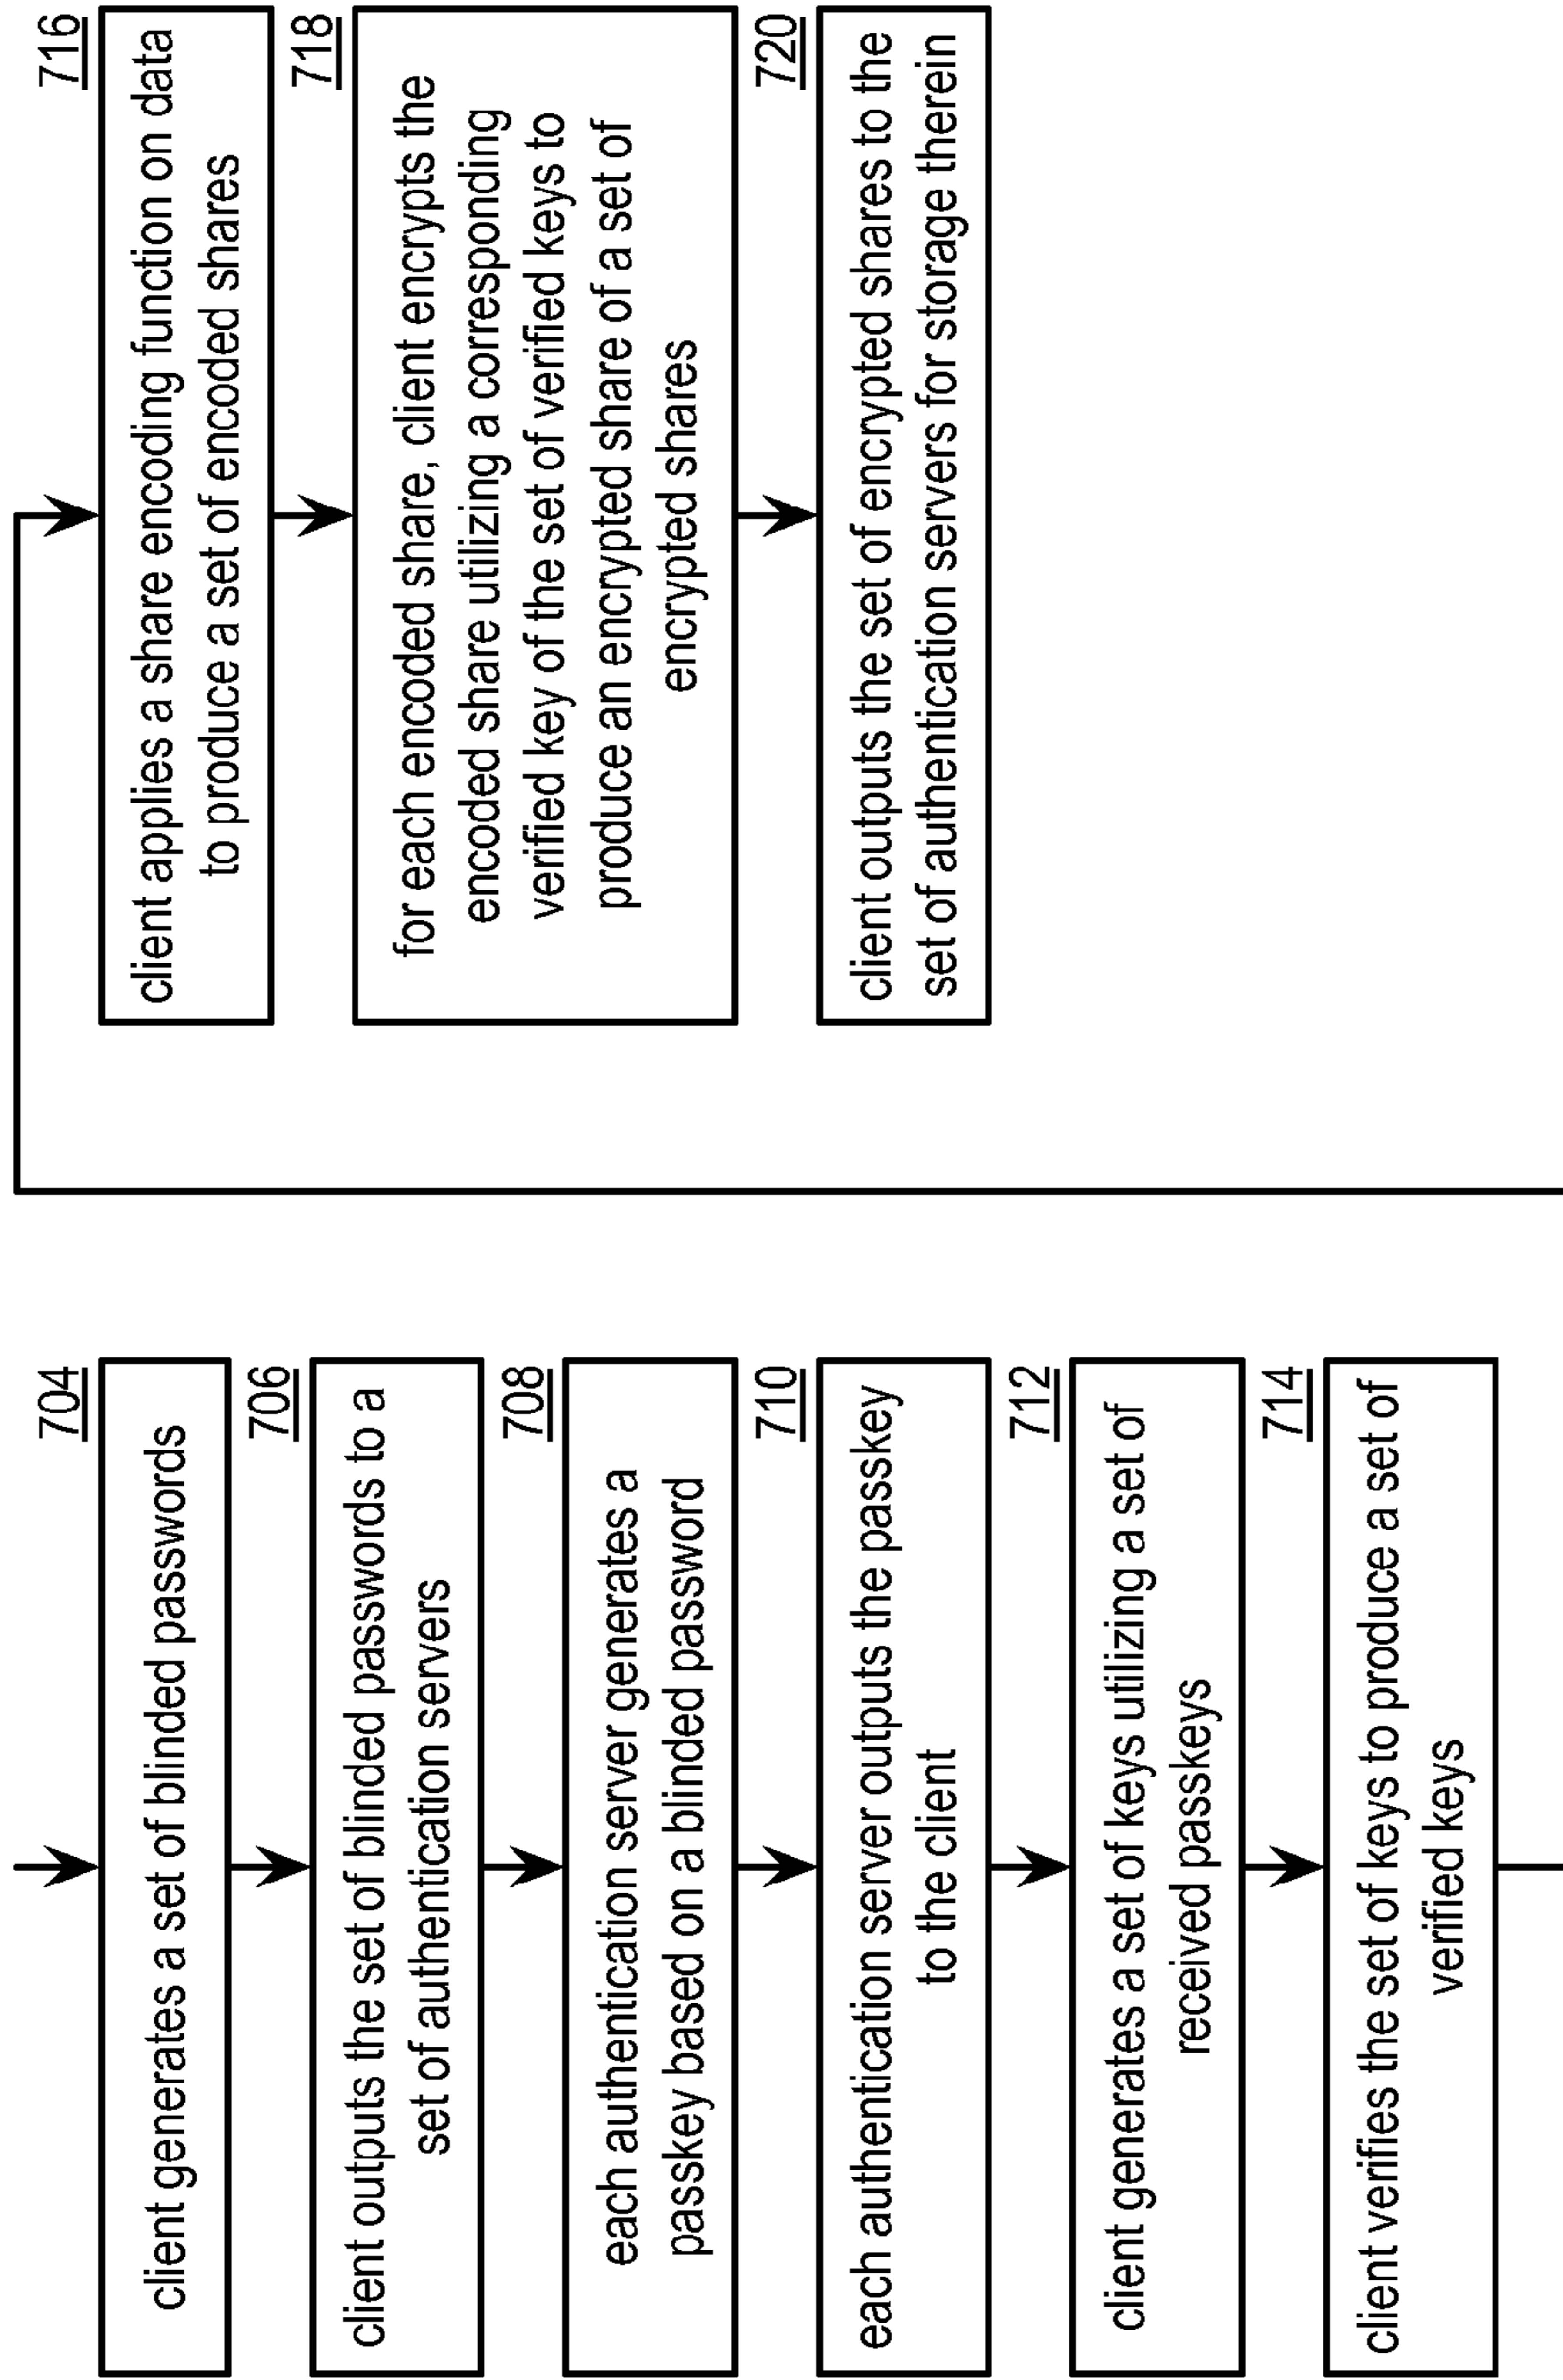 704
client generates a set of blinded passwords
706
client outputs the set of blinded passwords to a
set of authentication servers
708
each authentication server generates a
passkey based on a blinded password
710
each authentication server outputs the passkey
to the client
712
client generates a set of keys utilizing a set of
received passkeys
714
client verifies the set of keys to produce a set of
verified keys
716
client applies a share encoding function on data
to produce a set of encoded shares
718
for each encoded share, client encrypts the
encoded share utilizing a corresponding
verified key of the set of verified keys to
produce an encrypted share of a set of
encrypted shares
720
client outputs the set of encrypted shares to the
set of authentication servers for storage therein